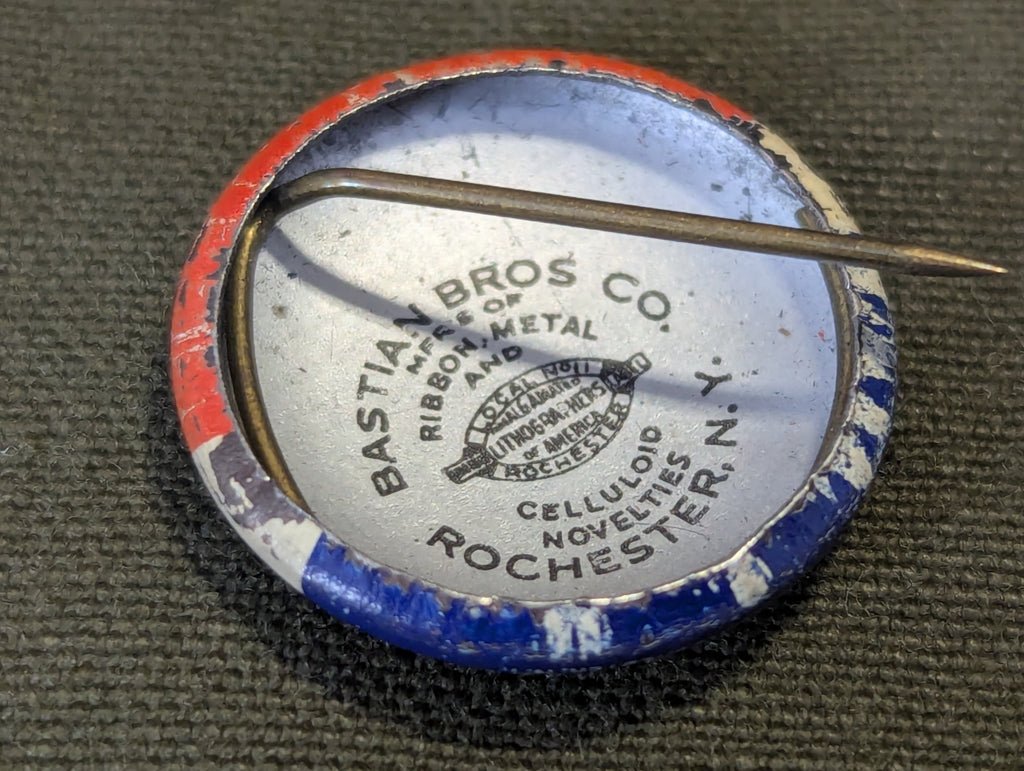 BASTIAN BROS CO.
MFRS OF
RIBBON, METAL
AND
LOCAL NO 11
AMALGAMATED
LITHOGRAPHERS
OF AMERICA
ROCHESTER
CELLULOID
NOVELTIES
ROCHESTER, N. Y.